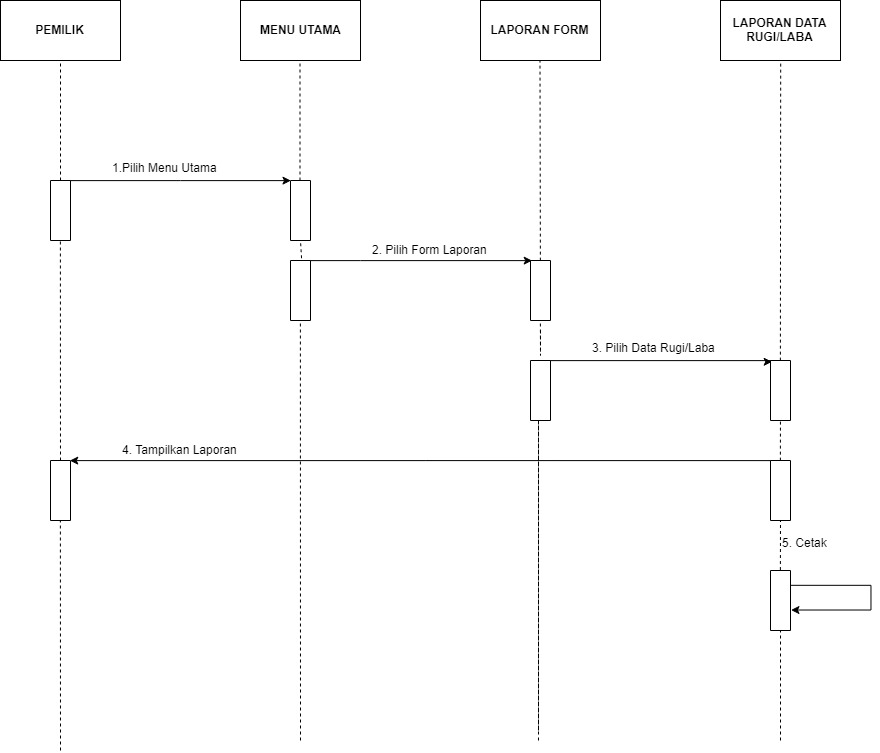 PEMILIK
MENU UTAMA
LAPORAN FORM
LAPORAN DATA
RUGI/LABA
1.Pilih Menu Utama
2. Pilih Form Laporan
3. Pilih Data Rugi/Laba
4. Tampilkan Laporan
5. Cetak